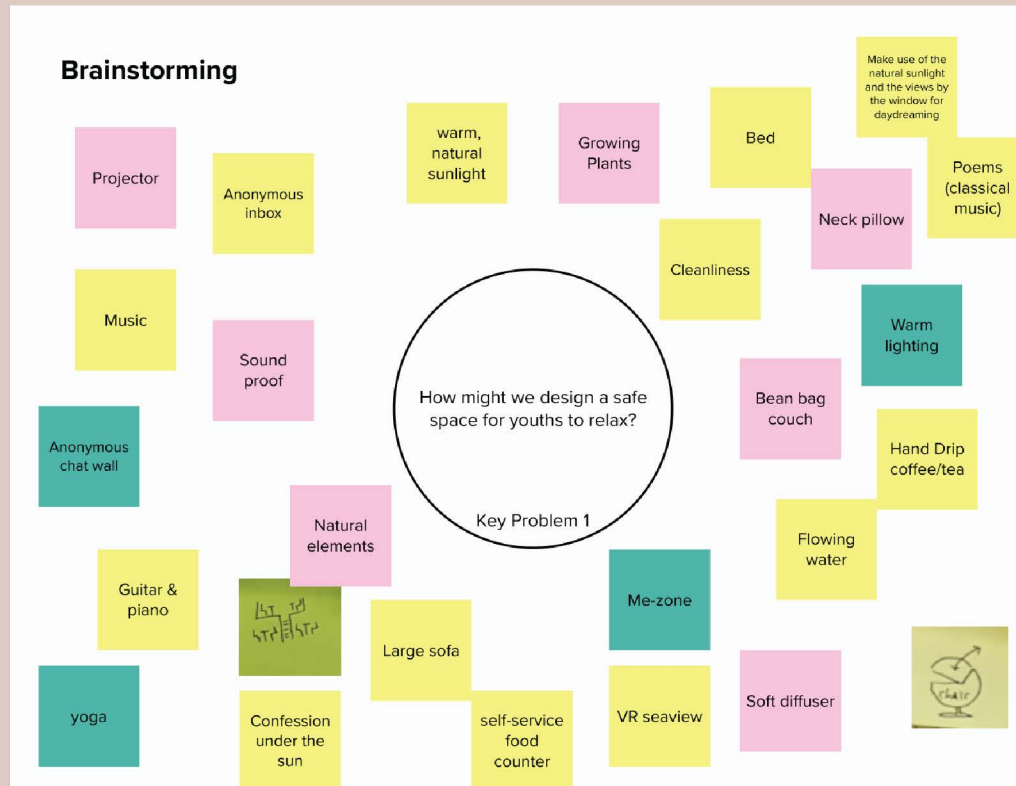 Brainstorming
Make use of the
natural sunlight
and the views by
the window for
daydreaming
warm,
natural
sunlight
Growing
Plants
Bed
Projector
Anonymous
inbox
Neck pillow
Poems
(classical
music)
Cleanliness
Music
Sound
proof
Warm
lighting
How might we design a safe
space for youths to relax?
Key Problem 1
Bean bag
couch
Anonymous
chat wall
Hand Drip
coffee/tea
Natural
elements
Flowing
water
Guitar &
piano
Me-zone
Large sofa
chair
yoga
Confession
under the
sun
self-service
food
counter
VR seaview
Soft diffuser